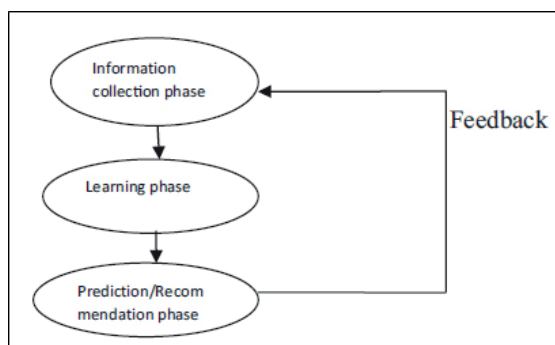 Information
collection phase
Feedback
Learning phase
Prediction/Recom
mendation phase